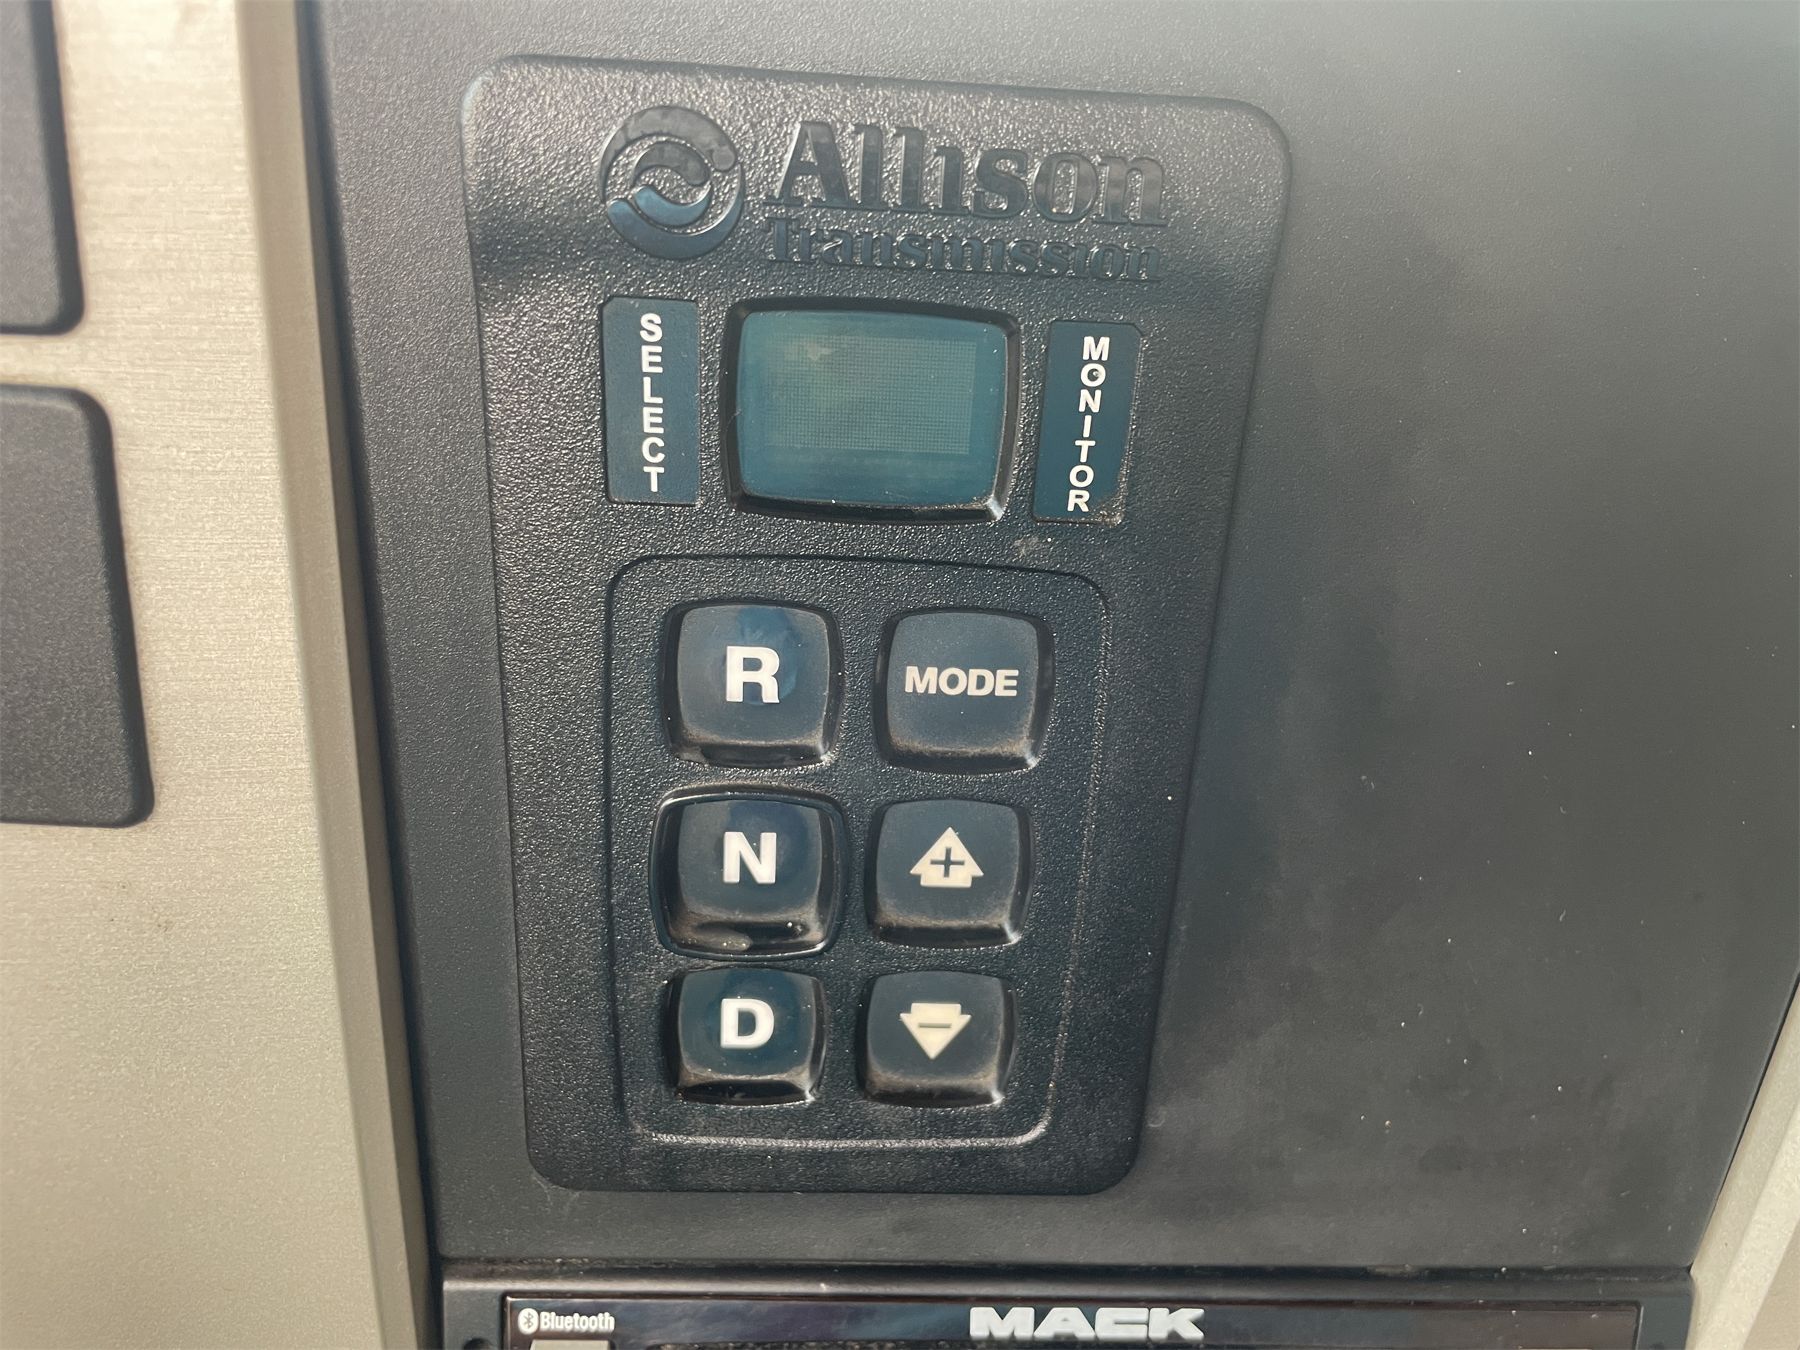 Allison
Transmission
SELECT
MONITOR
R
MODE
N
+
D
−
Bluetooth
MACK